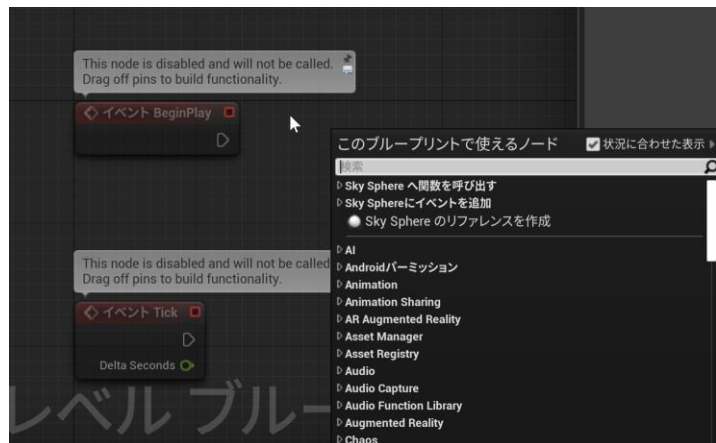 This node is disabled and will not be called.
Drag off pins to build functionality.
イベント BeginPlay
このブループリントで使えるノード
状況に合わせた表示
検索
Sky Sphere へ関数を呼び出す
Sky Sphereにイベントを追加
Sky Sphere のリファレンスを作成
AI
Androidパーミッション
Animation
Animation Sharing
AR Augmented Reality
Asset Manager
Asset Registry
Audio
Audio Capture
Audio Function Library
Augmented Reality
Chaos
This node is disabled and will not be called
Drag off pins to build functionality.
イベント Tick
Delta Seconds
レベル ブルー